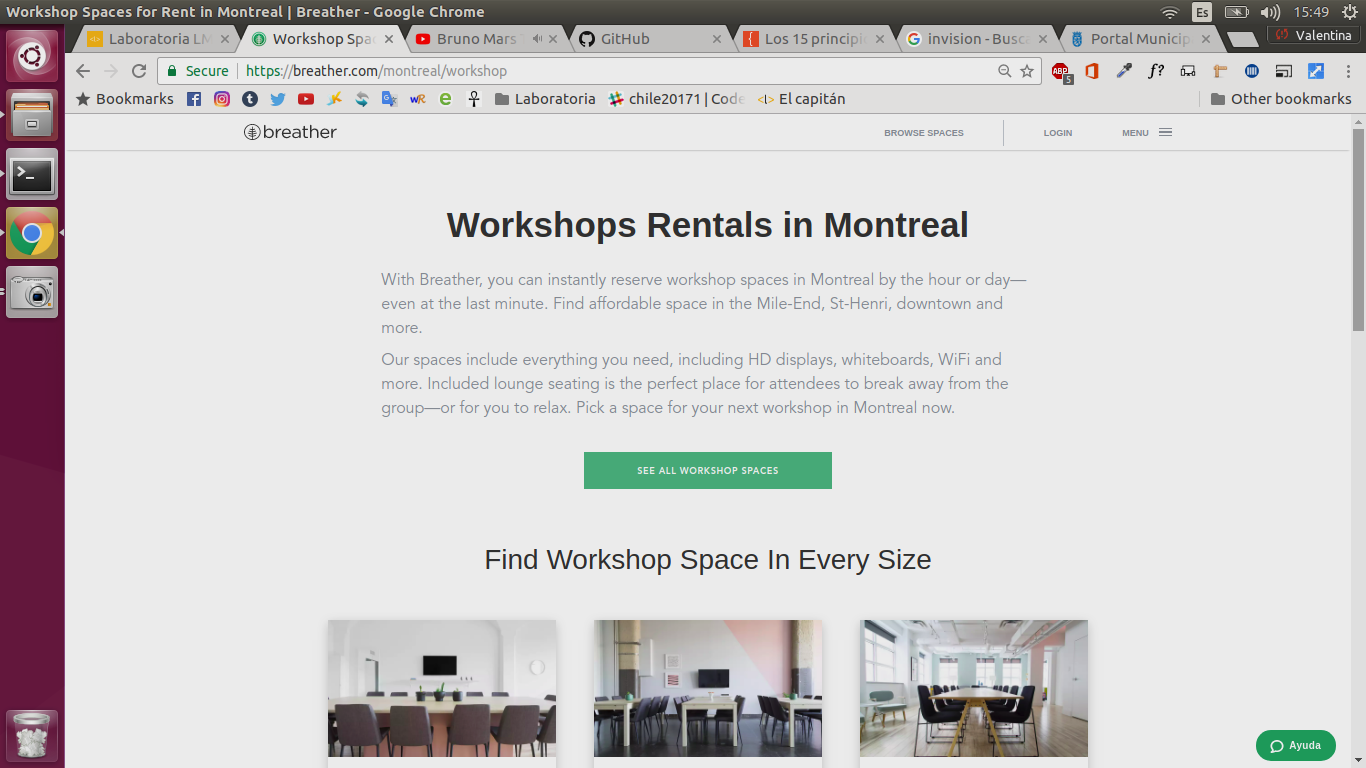 Workshop Spaces for Rent in Montreal | Breather - Google Chrome
Es
15:49
Laboratoria LM
Workshop Spac
Bruno Mars
GitHub
Los 15 principi
invision - Busca
Portal Municip
Valentina
Secure
https://breather.com/montreal/workshop
ABP
5
f?
Bookmarks
wR
Laboratoria
chile20171 | Code
El capitán
Other bookmarks
breather
BROWSE SPACES
LOGIN
MENU
Workshops Rentals in Montreal
With Breather, you can instantly reserve workshop spaces in Montreal by the hour or day—
even at the last minute. Find affordable space in the Mile-End, St-Henri, downtown and
more.
Our spaces include everything you need, including HD displays, whiteboards, WiFi and
more. Included lounge seating is the perfect place for attendees to break away from the
group—or for you to relax. Pick a space for your next workshop in Montreal now.
SEE ALL WORKSHOP SPACES
Find Workshop Space In Every Size
Ayuda